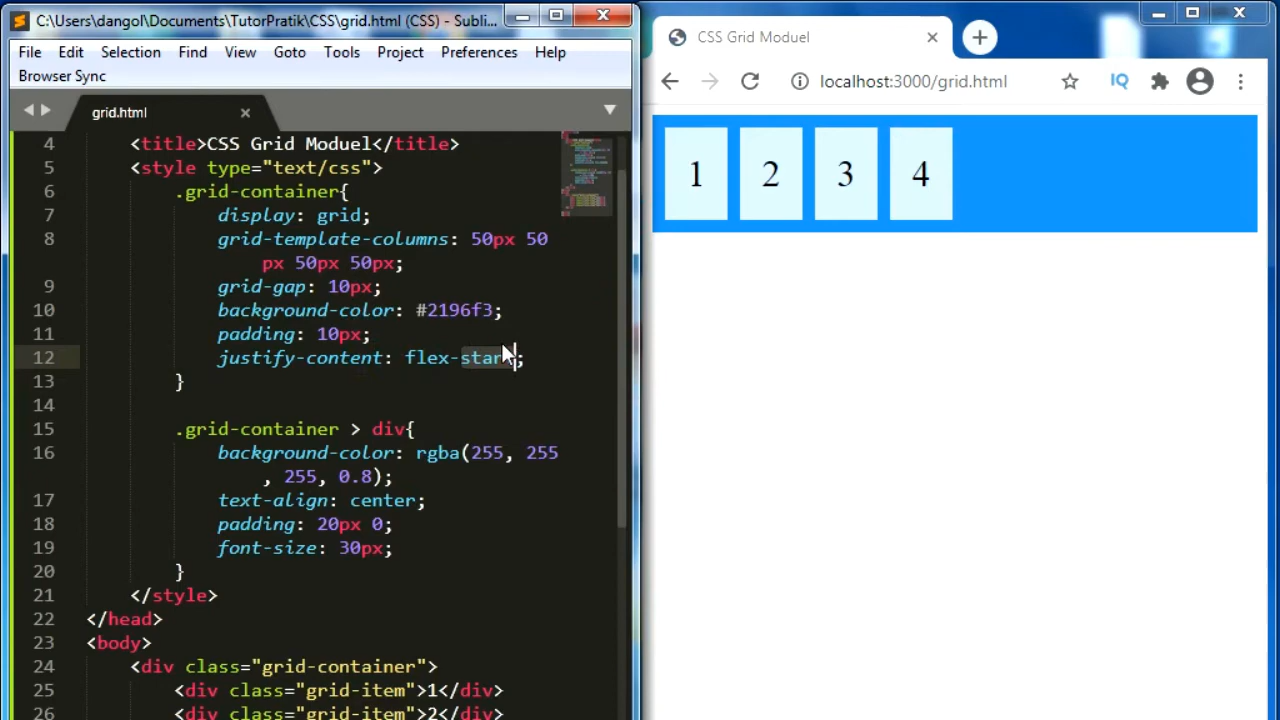 C:\Users\dangol\Documents\TutorPratik\CSS\grid.html (CSS) - Subli...
File Edit Selection Find View Goto Tools Project Preferences Help
Browser Sync
grid.html
4 <title>CSS Grid Moduel</title>
5 <style type="text/css">
6 .grid-container{
7 display: grid;
8 grid-template-columns: 50px 50
px 50px 50px;
9 grid-gap: 10px;
10 background-color: #2196f3;
11 padding: 10px;
12 justify-content: flex-start;
13 }
14
15 .grid-container > div{
16 background-color: rgba(255, 255
, 255, 0.8);
17 text-align: center;
18 padding: 20px 0;
19 font-size: 30px;
20 }
21 </style>
22 </head>
23 <body>
24 <div class="grid-container">
25 <div class="grid-item">1</div>
26 <div class="grid-item">2</div>
CSS Grid Moduel
localhost:3000/grid.html
IQ
1 2 3 4